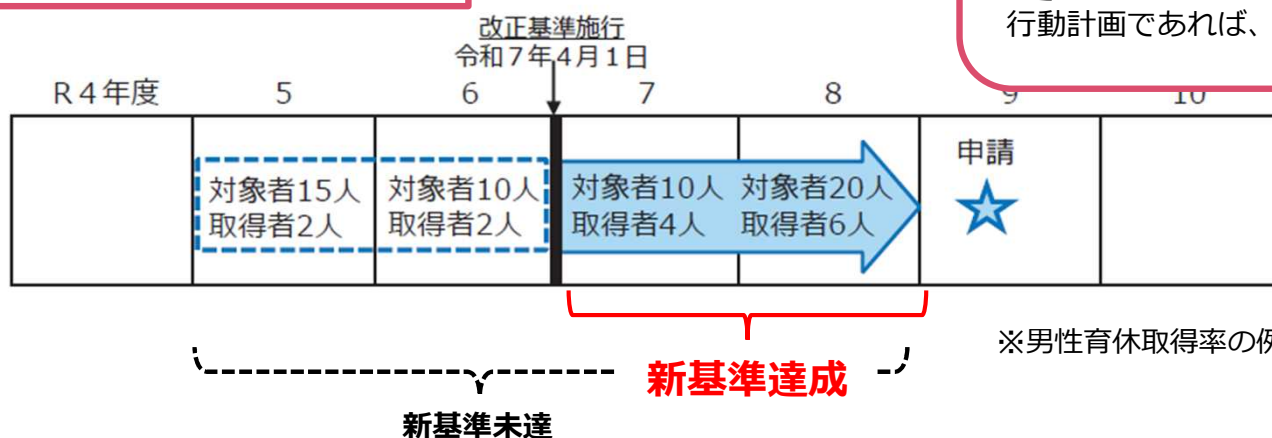 行動計画であれば、
改正基準施行
令和7年4月1日
R4年度 5 6 7 8 9 10
対象者15人 対象者10人 対象者10人 対象者20人
取得者2人 取得者2人 取得者4人 取得者6人
申請
※男性育休取得率の
新基準達成
新基準未達